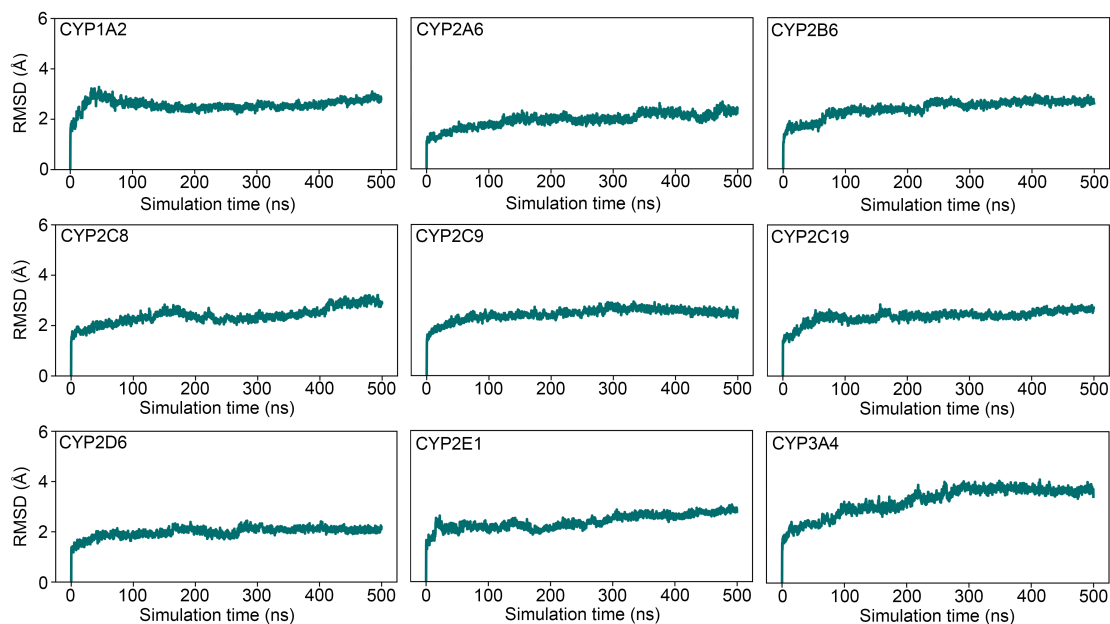 CYP1A2
RMSD (Å)
6
4
2
0
0 100 200 300 400 500
Simulation time (ns)
CYP2A6
0 100 200 300 400 500
Simulation time (ns)
CYP2B6
0 100 200 300 400 500
Simulation time (ns)
CYP2C8
RMSD (Å)
6
4
2
0
0 100 200 300 400 500
Simulation time (ns)
CYP2C9
0 100 200 300 400 500
Simulation time (ns)
CYP2C19
0 100 200 300 400 500
Simulation time (ns)
CYP2D6
RMSD (Å)
6
4
2
0
0 100 200 300 400 500
Simulation time (ns)
CYP2E1
0 100 200 300 400 500
Simulation time (ns)
CYP3A4
0 100 200 300 400 500
Simulation time (ns)